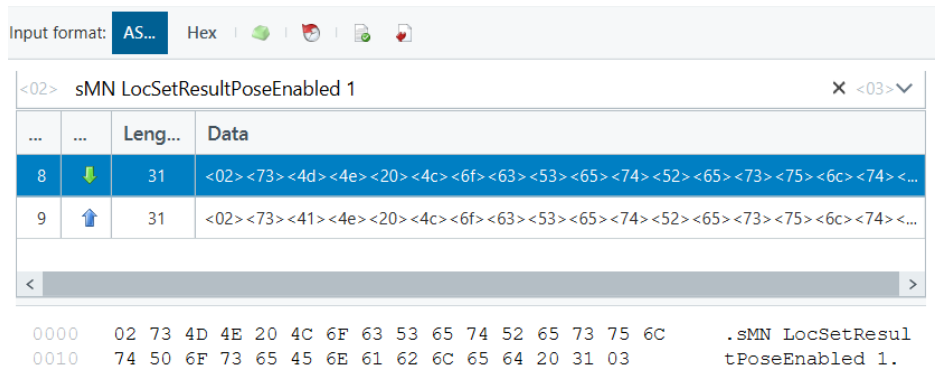 Input format: AS... Hex
<02> sMN LocSetResultPoseEnabled 1 <03>
... ... Leng... Data
8 31 <02><73><4d><4e><20><4c><6f><63><53><65><74><52><65><73><75><6c><74><...
9 31 <02><73><41><4e><20><4c><6f><63><53><65><74><52><65><73><75><6c><74><...
0000 02 73 4D 4E 20 4C 6F 63 53 65 74 52 65 73 75 6C .sMN LocSetResul
0010 74 50 6F 73 65 45 6E 61 62 6C 65 64 20 31 03 tPoseEnabled 1.